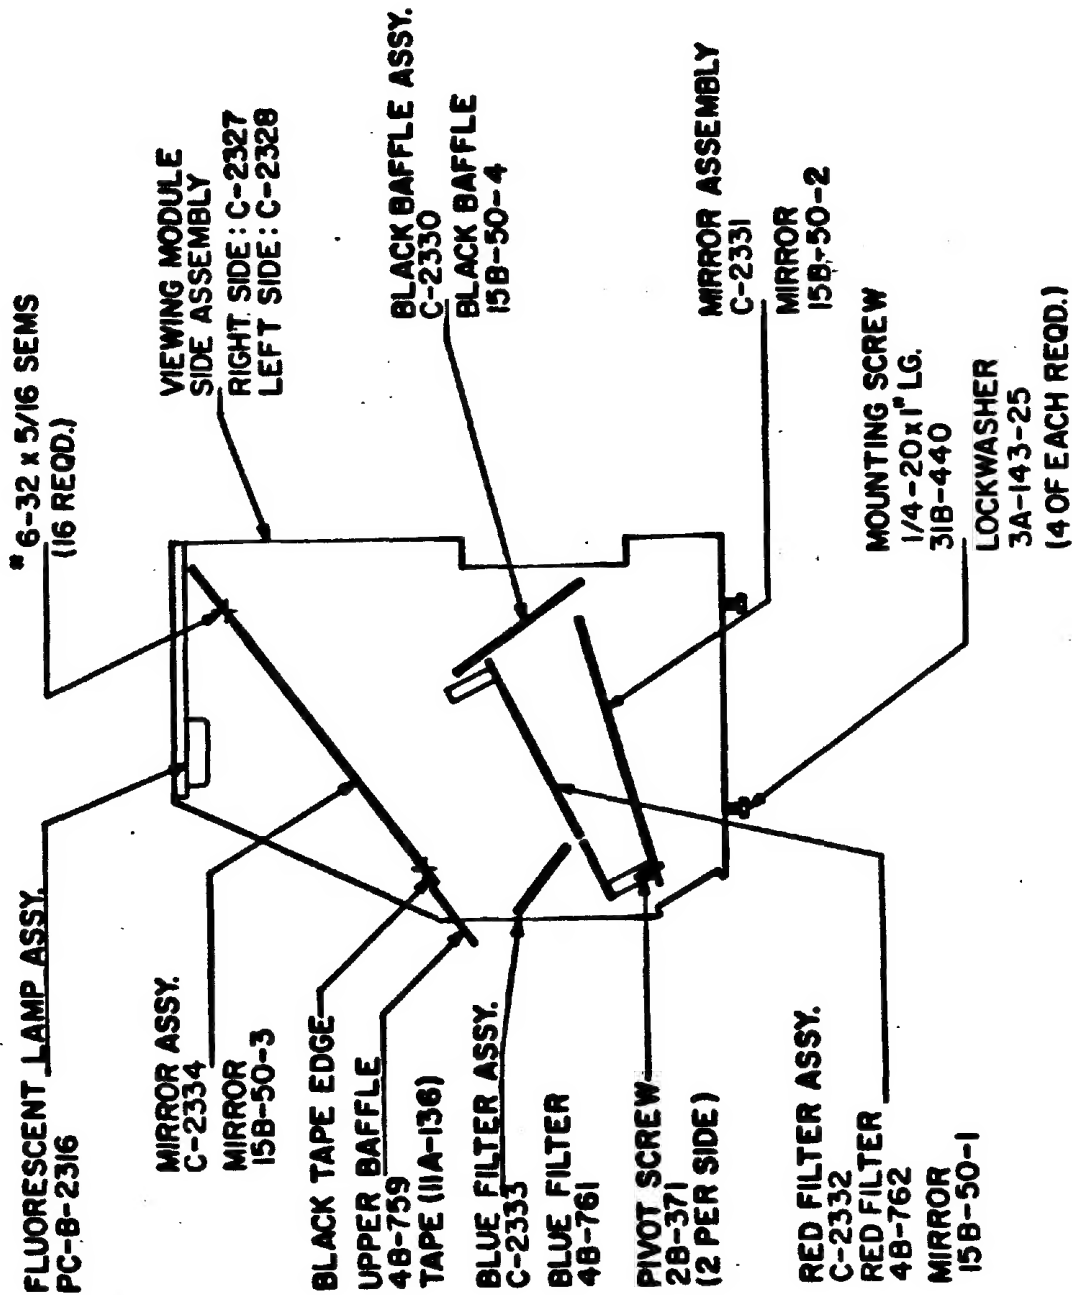 FLUORESCENT LAMP ASSY.
PC-B-2316
MIRROR ASSY.
C-2334
MIRROR
15B-50-3
BLACK TAPE EDGE
UPPER BAFFLE
4B-759
TAPE (11A-136)
BLUE FILTER ASSY.
C-2333
BLUE FILTER
4B-761
PIVOT SCREW
2B-371
(2 PER SIDE)
RED FILTER ASSY.
C-2332
RED FILTER
4B-762
MIRROR
15B-50-1
#6-32 x 5/16 SEMS
(16 REQD.)
VIEWING MODULE
SIDE ASSEMBLY
RIGHT SIDE: C-2327
LEFT SIDE: C-2328
BLACK BAFFLE ASSY.
C-2330
BLACK BAFFLE
15B-50-4
MIRROR ASSEMBLY
C-2331
MIRROR
15B-50-2
MOUNTING SCREW
1/4-20x1" LG.
31B-440
LOCKWASHER
3A-143-25
(4 OF EACH REQD.)